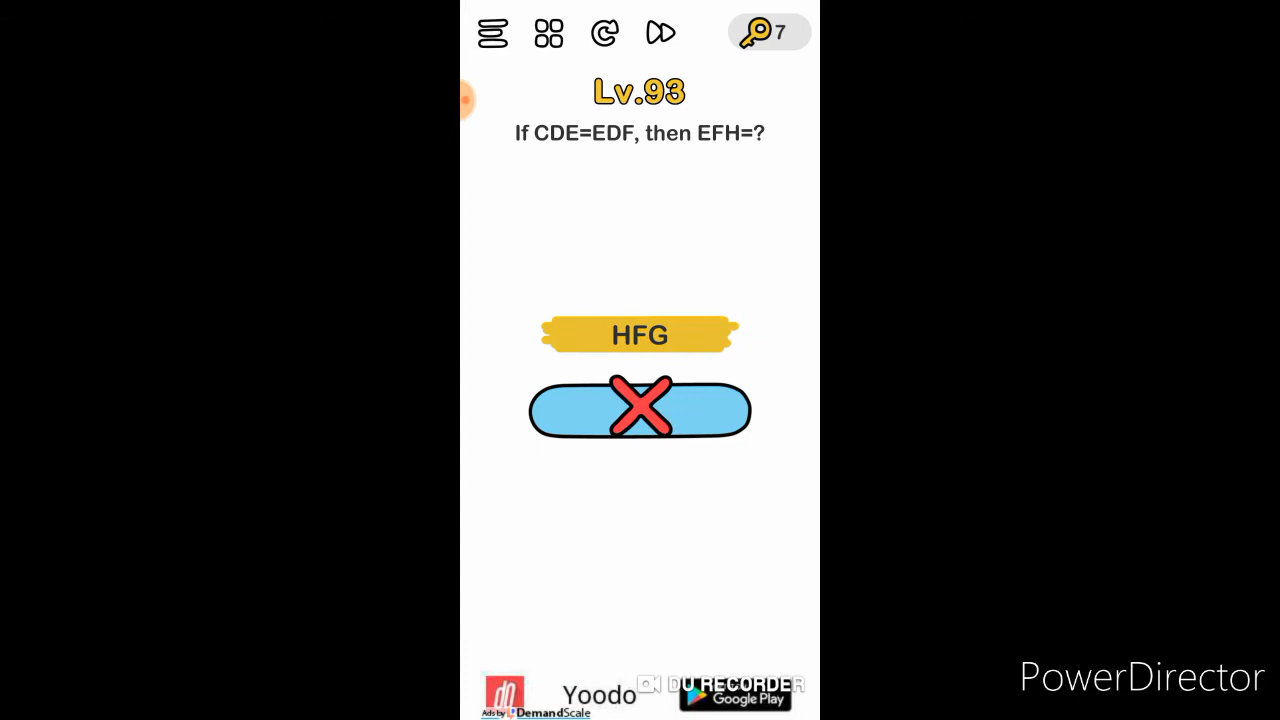 7
Lv.93
If CDE=EDF, then EFH=?
HFG
Yoodo
DU RECORDER
Google Play
Ads by DemandScale
PowerDirector